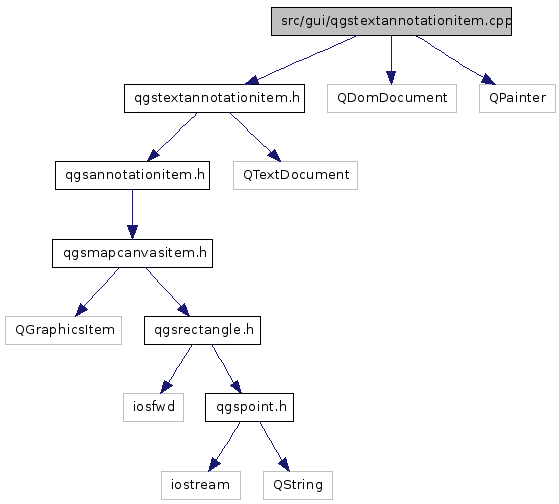 src/gui/qgstextannotationitem.cpp
qgstextannotationitem.h
QDomDocument
QPainter
qgsannotationitem.h
QTextDocument
qgsmapcanvasitem.h
QGraphicsItem
qgsrectangle.h
iosfwd
qgspoint.h
iostream
QString